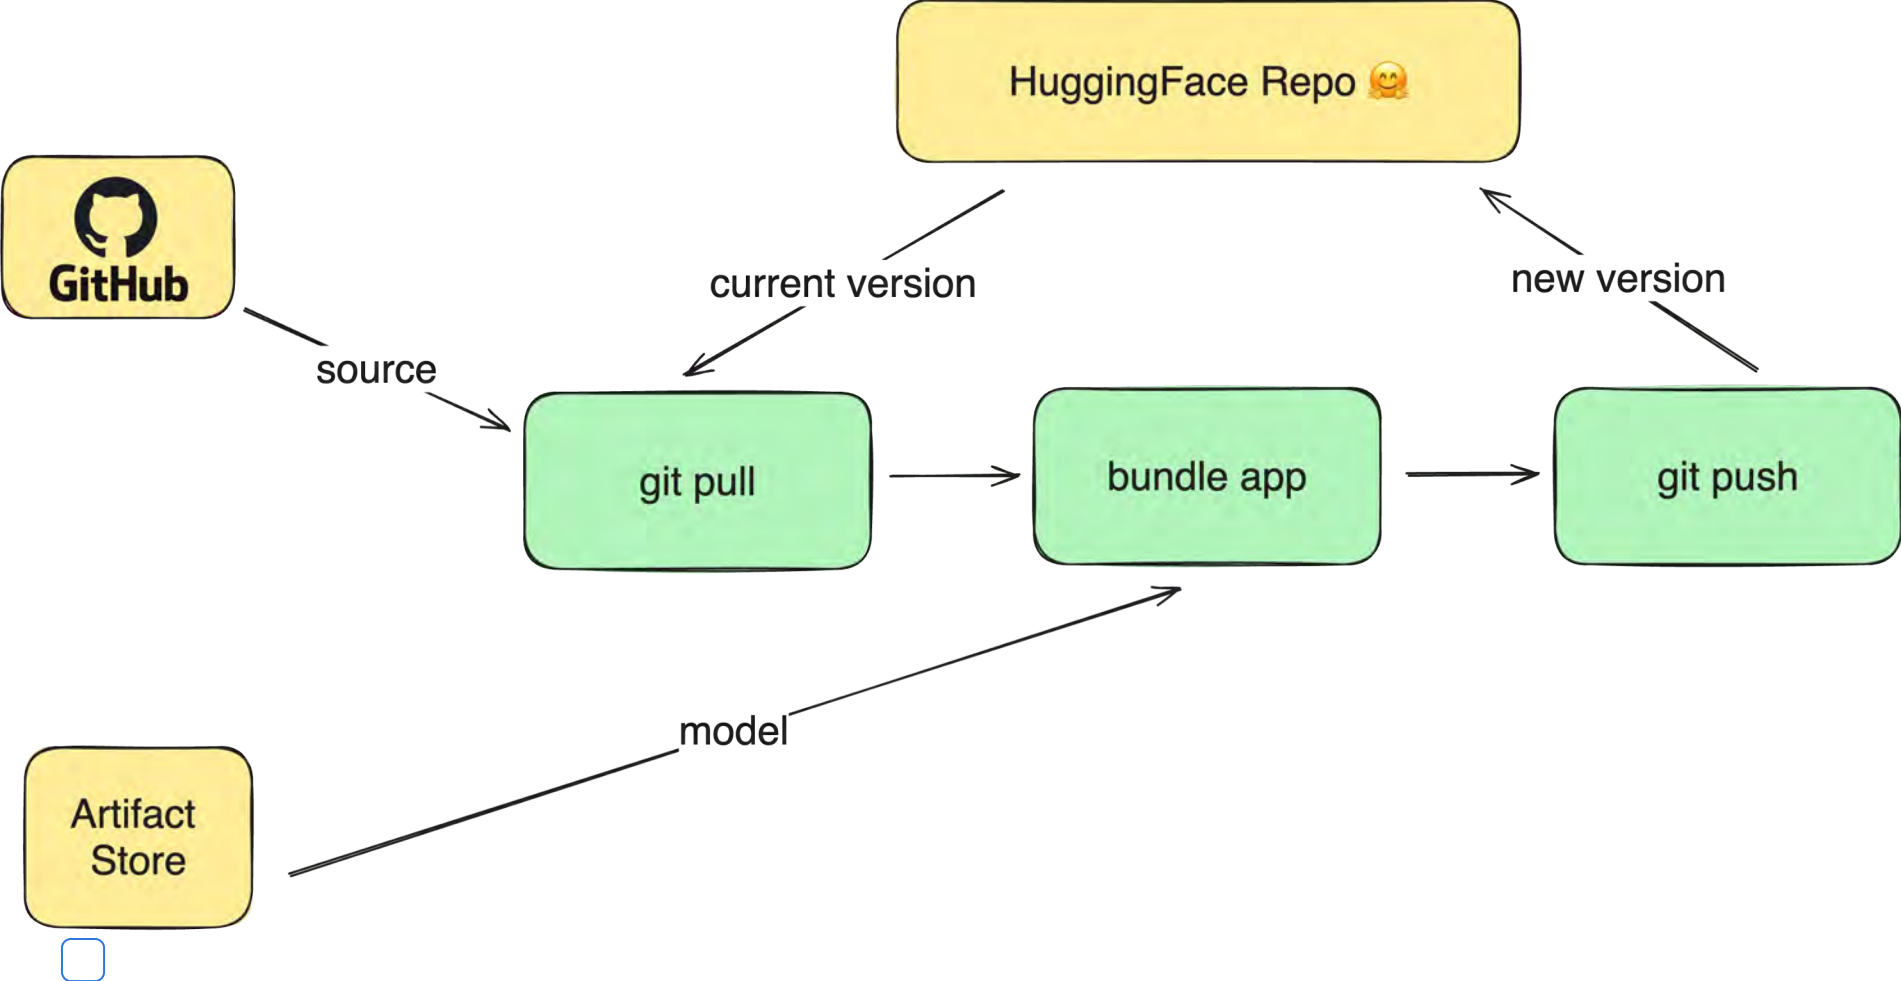 HuggingFace Repo 🤗
GitHub
current version
new version
source
git pull
bundle app
git push
model
Artifact
Store